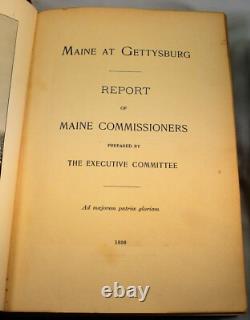 MAINE AT GETTYSBURG
REPORT
OF
MAINE COMMISSIONERS
PREPARED BY
THE EXECUTIVE COMMITTEE
Ad majorem patriæ gloriam
1898